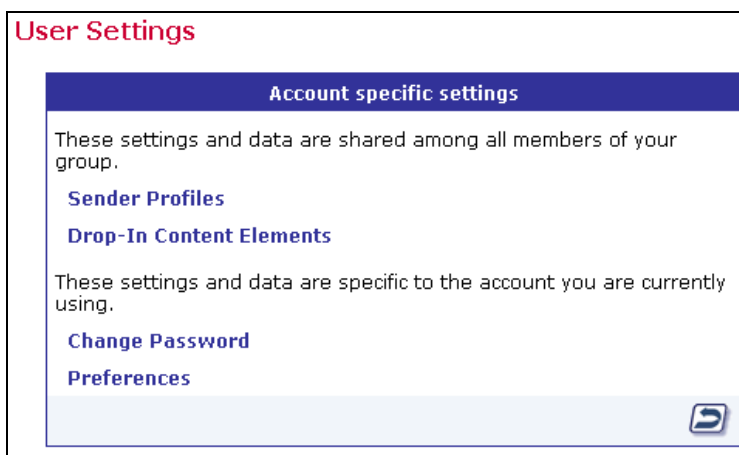 User Settings
Account specific settings
These settings and data are shared among all members of your
group.
Sender Profiles
Drop-In Content Elements
These settings and data are specific to the account you are currently
using.
Change Password
Preferences